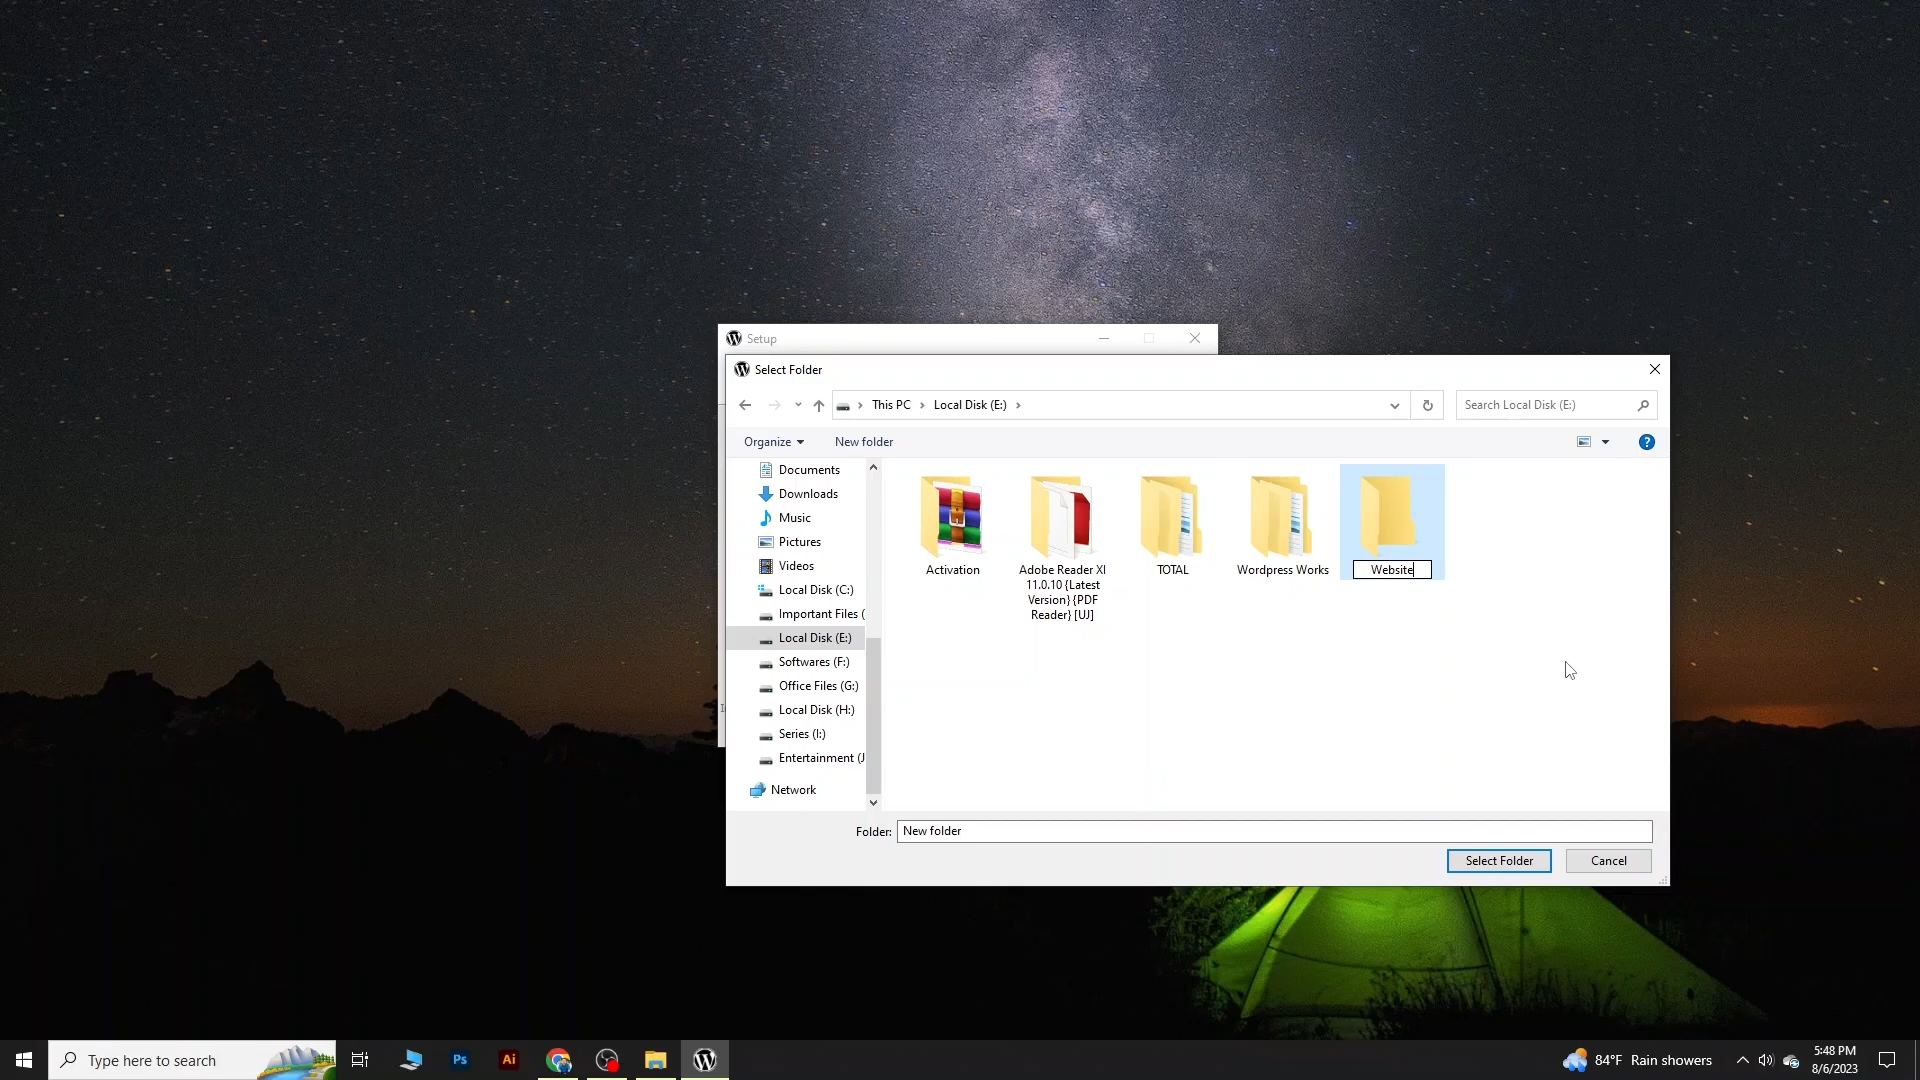 Setup
Select Folder
This PC
Local Disk (E:)
Search Local Disk (E:)
Organize
New folder
Documents
Downloads
Music
Pictures
Videos
Local Disk (C:)
Important Files (
Local Disk (E:)
Softwares (F:)
Office Files (G:)
Local Disk (H:)
Series (I:)
Entertainment (J
Network
Activation
Adobe Reader XI
11.0.10 {Latest
Version} {PDF
Reader} [UJ]
TOTAL
Wordpress Works
Website
Folder:
New folder
Select Folder
Cancel
Type here to search
Ps
Ai
84°F Rain showers
5:48 PM
8/6/2023